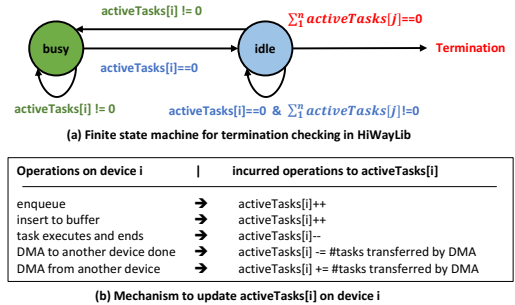 activeTasks[i] != 0
∑₁ⁿ activeTasks[j]==0
busy
idle
Termination
activeTasks[i]==0
activeTasks[i] != 0
activeTasks[i]==0 & ∑₁ⁿ activeTasks[j]!=0
(a) Finite state machine for termination checking in HiWayLib
Operations on device i | incurred operations to activeTasks[i]
enqueue ➔ activeTasks[i]++
insert to buffer ➔ activeTasks[i]++
task executes and ends ➔ activeTasks[i]--
DMA to another device done ➔ activeTasks[i] -= #tasks transferred by DMA
DMA from another device ➔ activeTasks[i] += #tasks transferred by DMA
(b) Mechanism to update activeTasks[i] on device i